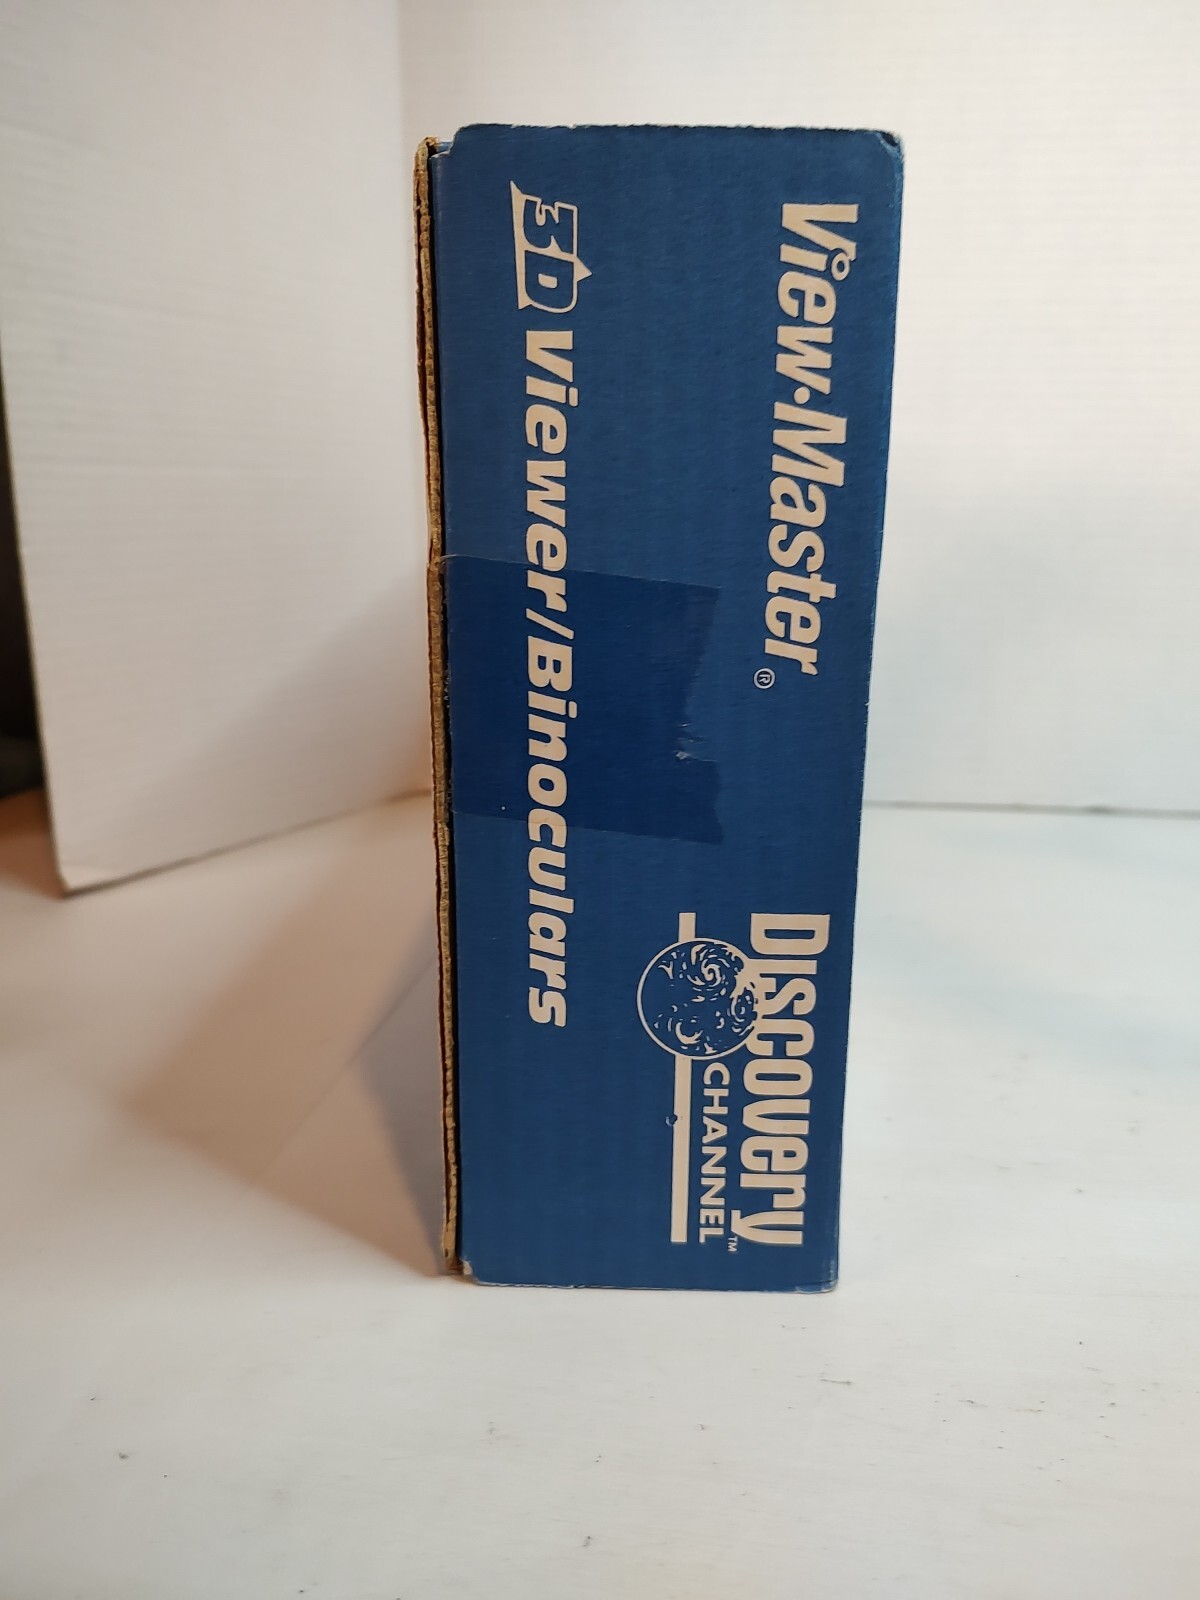 View-Master®
Discovery
CHANNEL™
3D Viewer/Binoculars